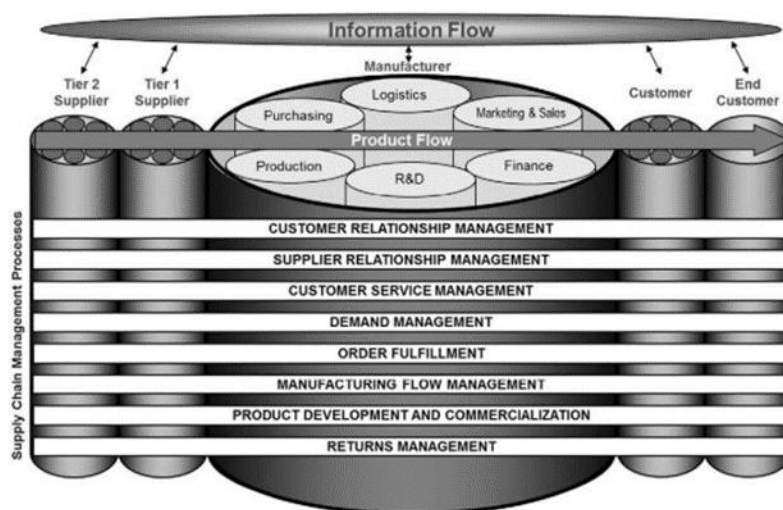 Information Flow
Tier 2
Supplier
Tier 1
Supplier
Manufacturer
Customer
End
Customer
Logistics
Purchasing
Marketing & Sales
Product Flow
Production
R&D
Finance
Supply Chain Management Processes
CUSTOMER RELATIONSHIP MANAGEMENT
SUPPLIER RELATIONSHIP MANAGEMENT
CUSTOMER SERVICE MANAGEMENT
DEMAND MANAGEMENT
ORDER FULFILLMENT
MANUFACTURING FLOW MANAGEMENT
PRODUCT DEVELOPMENT AND COMMERCIALIZATION
RETURNS MANAGEMENT